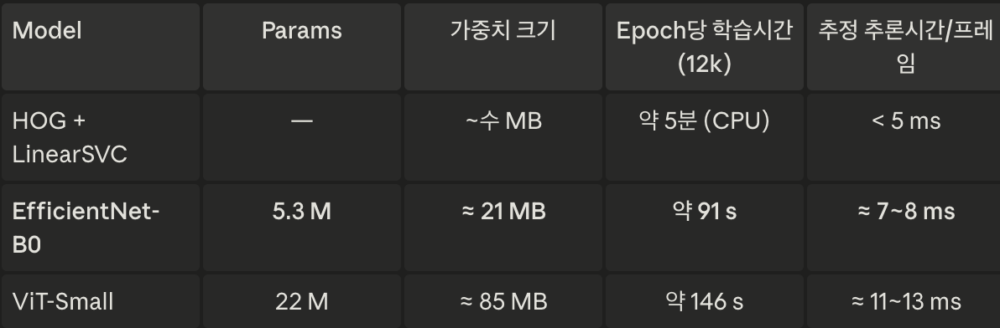 Model
Params
가중치 크기
Epoch당 학습시간
(12k)
추정 추론시간/프레
임
HOG +
LinearSVC
—
~수 MB
약 5분 (CPU)
< 5 ms
EfficientNet-
B0
5.3 M
≈ 21 MB
약 91 s
≈ 7~8 ms
ViT-Small
22 M
≈ 85 MB
약 146 s
≈ 11~13 ms